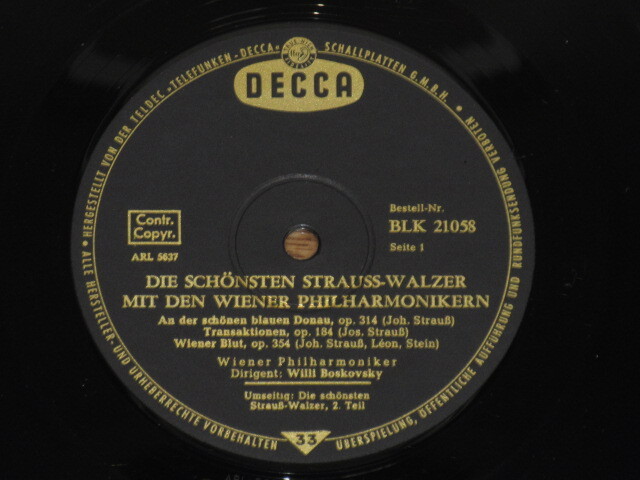 HERGESTELLT VON DER TELDEC »TELEFUNKEN - DECCA« SCHALLPLATTEN G.M.B.H. •
DECCA
Contr.
Copyr.
ARL 5637
Bestell-Nr.
BLK 21058
Seite 1
DIE SCHÖNSTEN STRAUSS-WALZER
MIT DEN WIENER PHILHARMONIKERN
An der schönen blauen Donau, op. 314 (Joh. Strauß)
Transaktionen, op. 184 (Jos. Strauß)
Wiener Blut, op. 354 (Joh. Strauß, Léon, Stein)
Wiener Philharmoniker
Dirigent: Willi Boskovsky
Umseitig: Die schönsten
Strauß-Walzer, 2. Teil
• ALLE HERSTELLER- UND URHEBERRECHTE VORBEHALTEN
33
ÜBERSPIELUNG, ÖFFENTLICHE AUFFÜHRUNG UND RUNDFUNKSENDUNG VERBOTEN